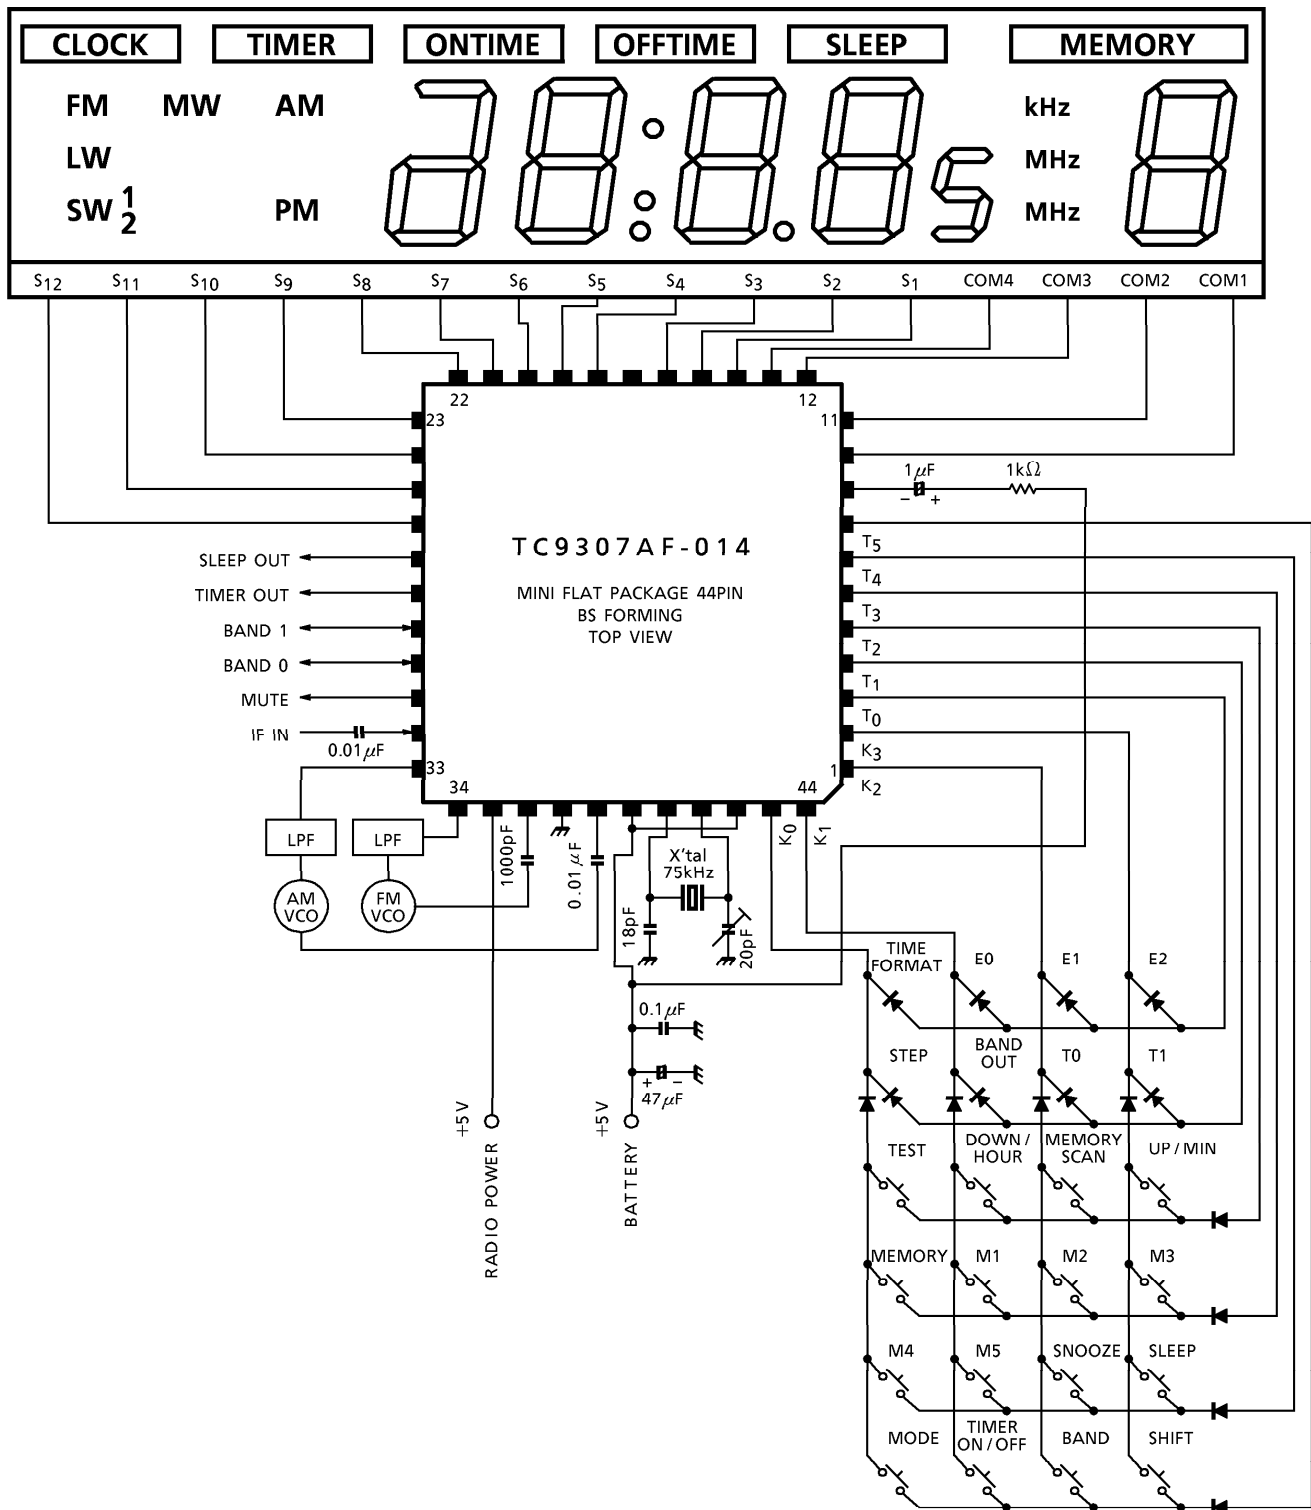 CLOCK TIMER ONTIME OFFTIME SLEEP MEMORY
FM MW AM kHz
LW MHz
SW 1 2 PM MHz
S12 S11 S10 S9 S8 S7 S6 S5 S4 S3 S2 S1 COM4 COM3 COM2 COM1
22 12
23 11
1μF 1kΩ
− +
TC9307AF-014
MINI FLAT PACKAGE 44PIN
BS FORMING
TOP VIEW
SLEEP OUT
TIMER OUT
BAND 1
BAND 0
MUTE
IF IN
0.01μF
T5
T4
T3
T2
T1
T0
K3
K2
33 1
34 44
K0 K1
LPF LPF
AM
VCO
FM
VCO
1000pF
0.01μF
X'tal
75kHz
18pF
20pF
0.1μF
+ −
47μF
+5V
RADIO POWER
+5V
BATTERY
TIME
FORMAT
E0 E1 E2
STEP
BAND
OUT
T0 T1
TEST
DOWN/
HOUR
MEMORY
SCAN
UP/MIN
MEMORY M1 M2 M3
M4 M5 SNOOZE SLEEP
MODE
TIMER
ON/OFF
BAND SHIFT